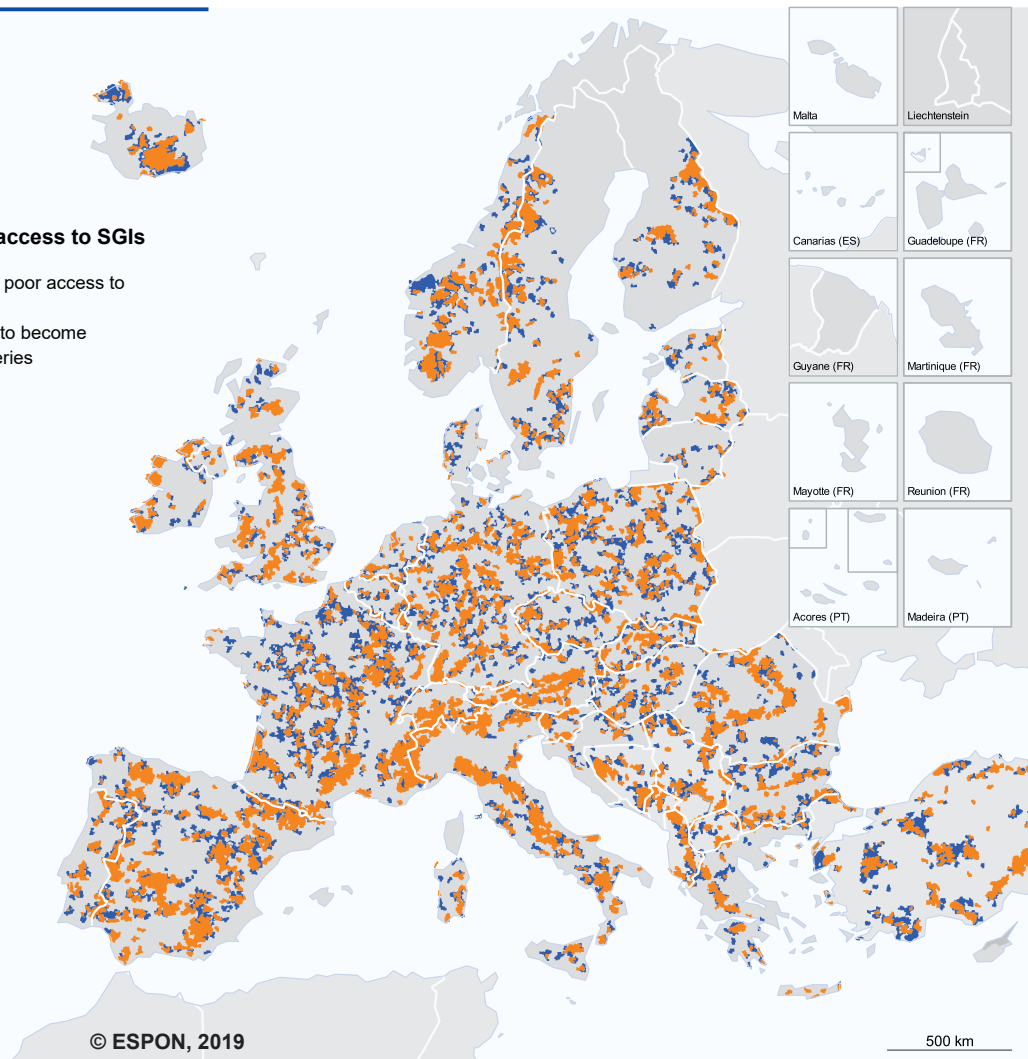 access to SGIs
poor access to
to become
eries
Malta
Liechtenstein
Canarias (ES)
Guadeloupe (FR)
Guyane (FR)
Martinique (FR)
Mayotte (FR)
Reunion (FR)
Acores (PT)
Madeira (PT)
© ESPON, 2019
500 km